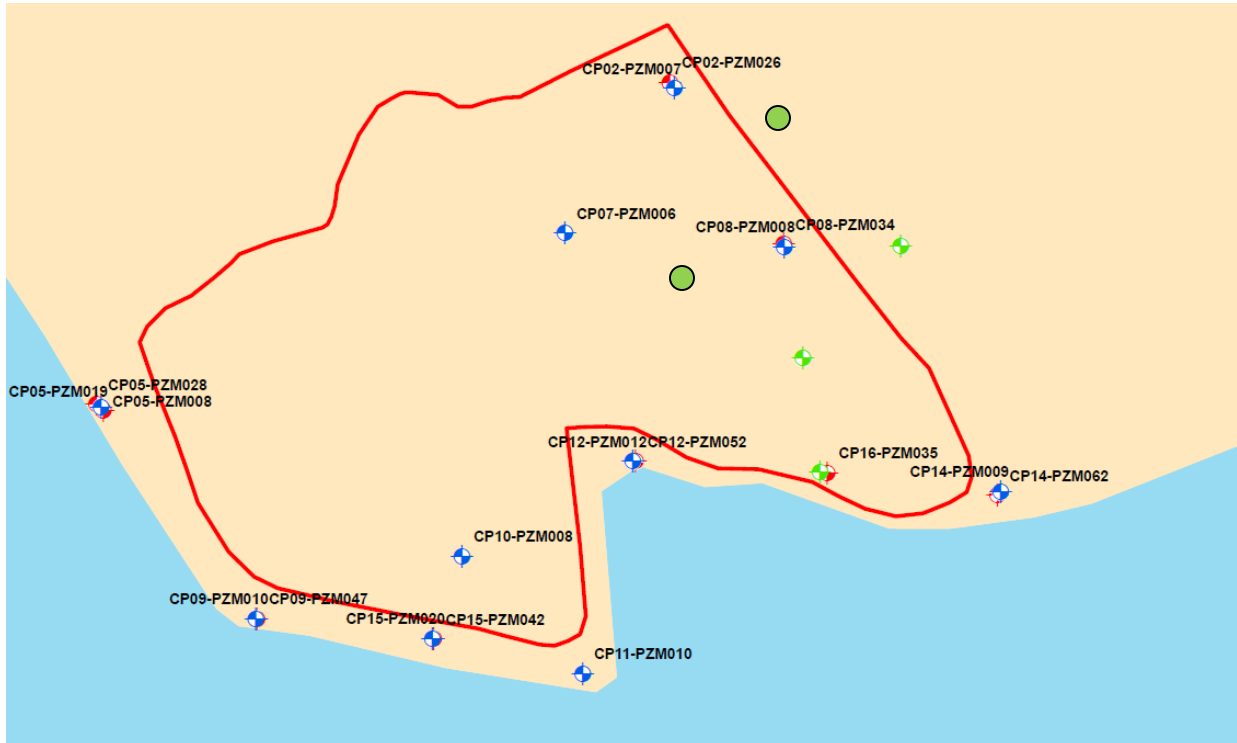 CP02-PZM007
CP02-PZM026
CP07-PZM006
CP08-PZM008
CP08-PZM034
CP05-PZM019
CP05-PZM028
CP05-PZM008
CP12-PZM012
CP12-PZM052
CP16-PZM035
CP14-PZM009
CP14-PZM062
CP10-PZM008
CP09-PZM010
CP09-PZM047
CP15-PZM020
CP15-PZM042
CP11-PZM010